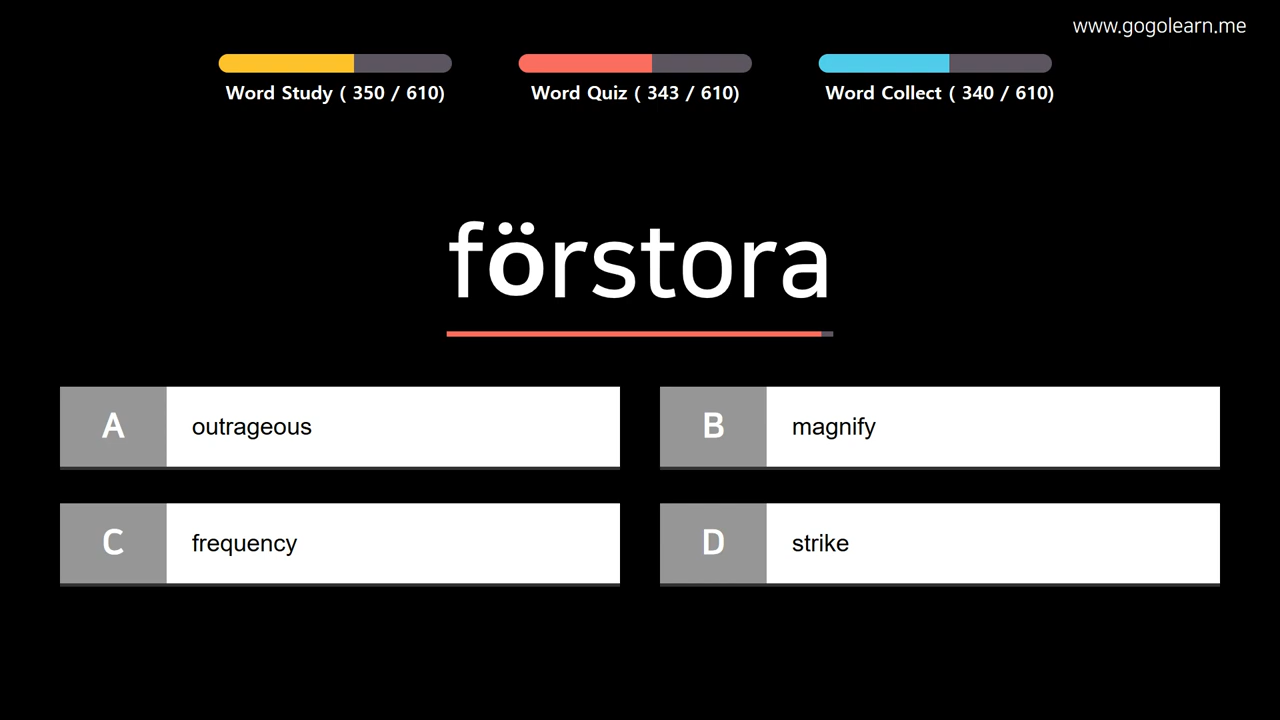 www.gogolearn.me
Word Study ( 350 / 610)
Word Quiz ( 343 / 610)
Word Collect ( 340 / 610)
förstora
A outrageous
B magnify
C frequency
D strike